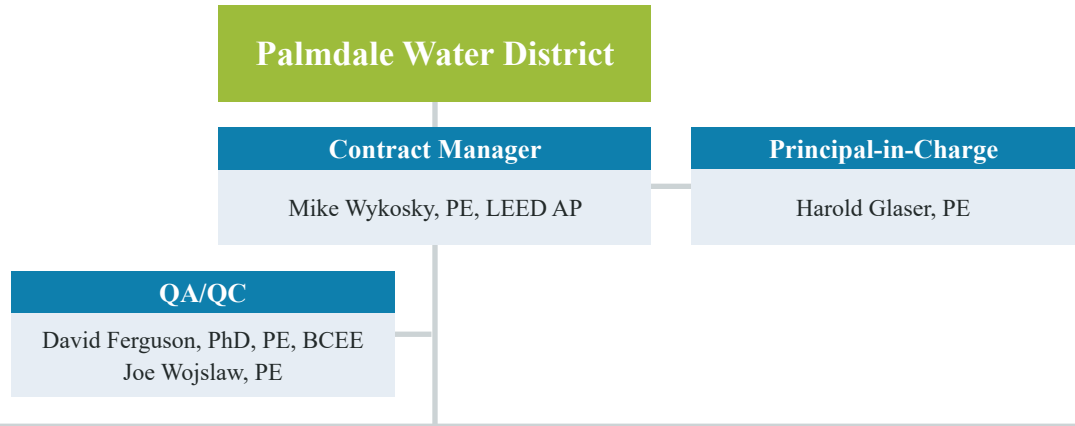 Palmdale Water District
Contract Manager
Mike Wykosky, PE, LEED AP
Principal-in-Charge
Harold Glaser, PE
QA/QC
David Ferguson, PhD, PE, BCEE
Joe Wojslaw, PE